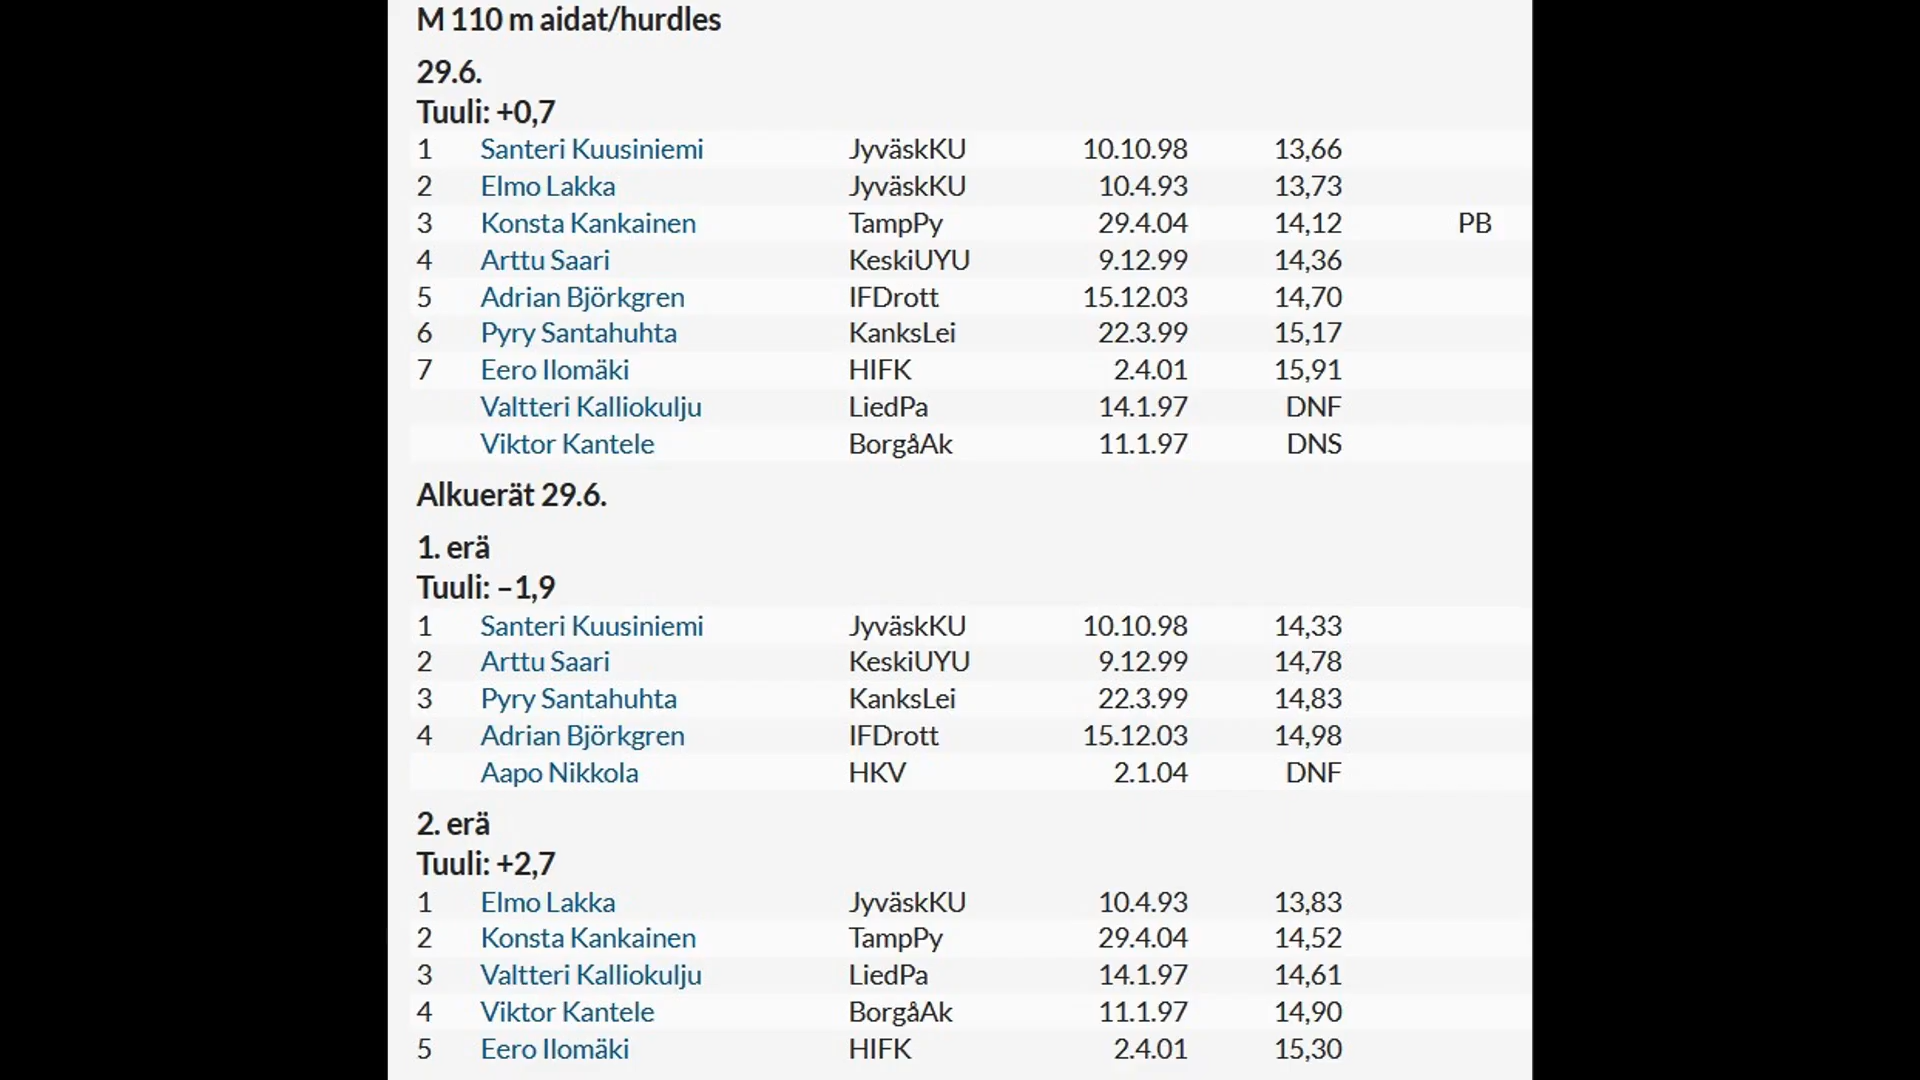 M 110 m aidat/hurdles
29.6.
Tuuli: +0,7
1 Santeri Kuusiniemi JyväskKU 10.10.98 13,66
2 Elmo Lakka JyväskKU 10.4.93 13,73
3 Konsta Kankainen TampPy 29.4.04 14,12 PB
4 Arttu Saari KeskiUYU 9.12.99 14,36
5 Adrian Björkgren IFDrott 15.12.03 14,70
6 Pyry Santahuhta KanksLei 22.3.99 15,17
7 Eero Ilomäki HIFK 2.4.01 15,91
Valtteri Kalliokulju LiedPa 14.1.97 DNF
Viktor Kantele BorgåAk 11.1.97 DNS
Alkuerät 29.6.
1. erä
Tuuli: –1,9
1 Santeri Kuusiniemi JyväskKU 10.10.98 14,33
2 Arttu Saari KeskiUYU 9.12.99 14,78
3 Pyry Santahuhta KanksLei 22.3.99 14,83
4 Adrian Björkgren IFDrott 15.12.03 14,98
Aapo Nikkola HKV 2.1.04 DNF
2. erä
Tuuli: +2,7
1 Elmo Lakka JyväskKU 10.4.93 13,83
2 Konsta Kankainen TampPy 29.4.04 14,52
3 Valtteri Kalliokulju LiedPa 14.1.97 14,61
4 Viktor Kantele BorgåAk 11.1.97 14,90
5 Eero Ilomäki HIFK 2.4.01 15,30